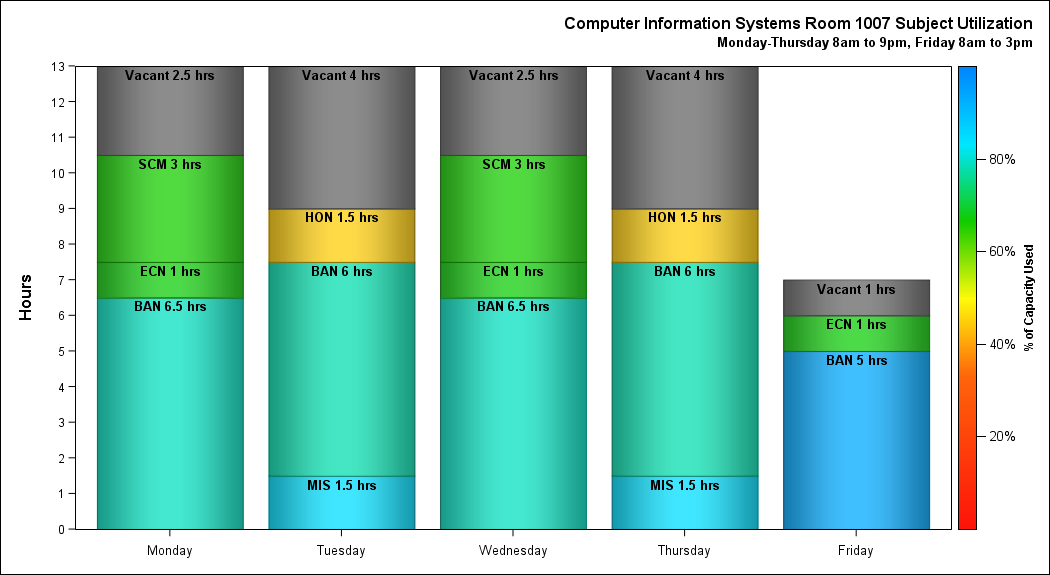 Computer Information Systems Room 1007 Subject Utilization
Monday-Thursday 8am to 9pm, Friday 8am to 3pm
Hours
13
12
11
10
9
8
7
6
5
4
3
2
1
0
Vacant 2.5 hrs
SCM 3 hrs
ECN 1 hrs
BAN 6.5 hrs
Monday
Vacant 4 hrs
HON 1.5 hrs
BAN 6 hrs
MIS 1.5 hrs
Tuesday
Vacant 2.5 hrs
SCM 3 hrs
ECN 1 hrs
BAN 6.5 hrs
Wednesday
Vacant 4 hrs
HON 1.5 hrs
BAN 6 hrs
MIS 1.5 hrs
Thursday
Vacant 1 hrs
ECN 1 hrs
BAN 5 hrs
Friday
80%
60%
40%
20%
% of Capacity Used